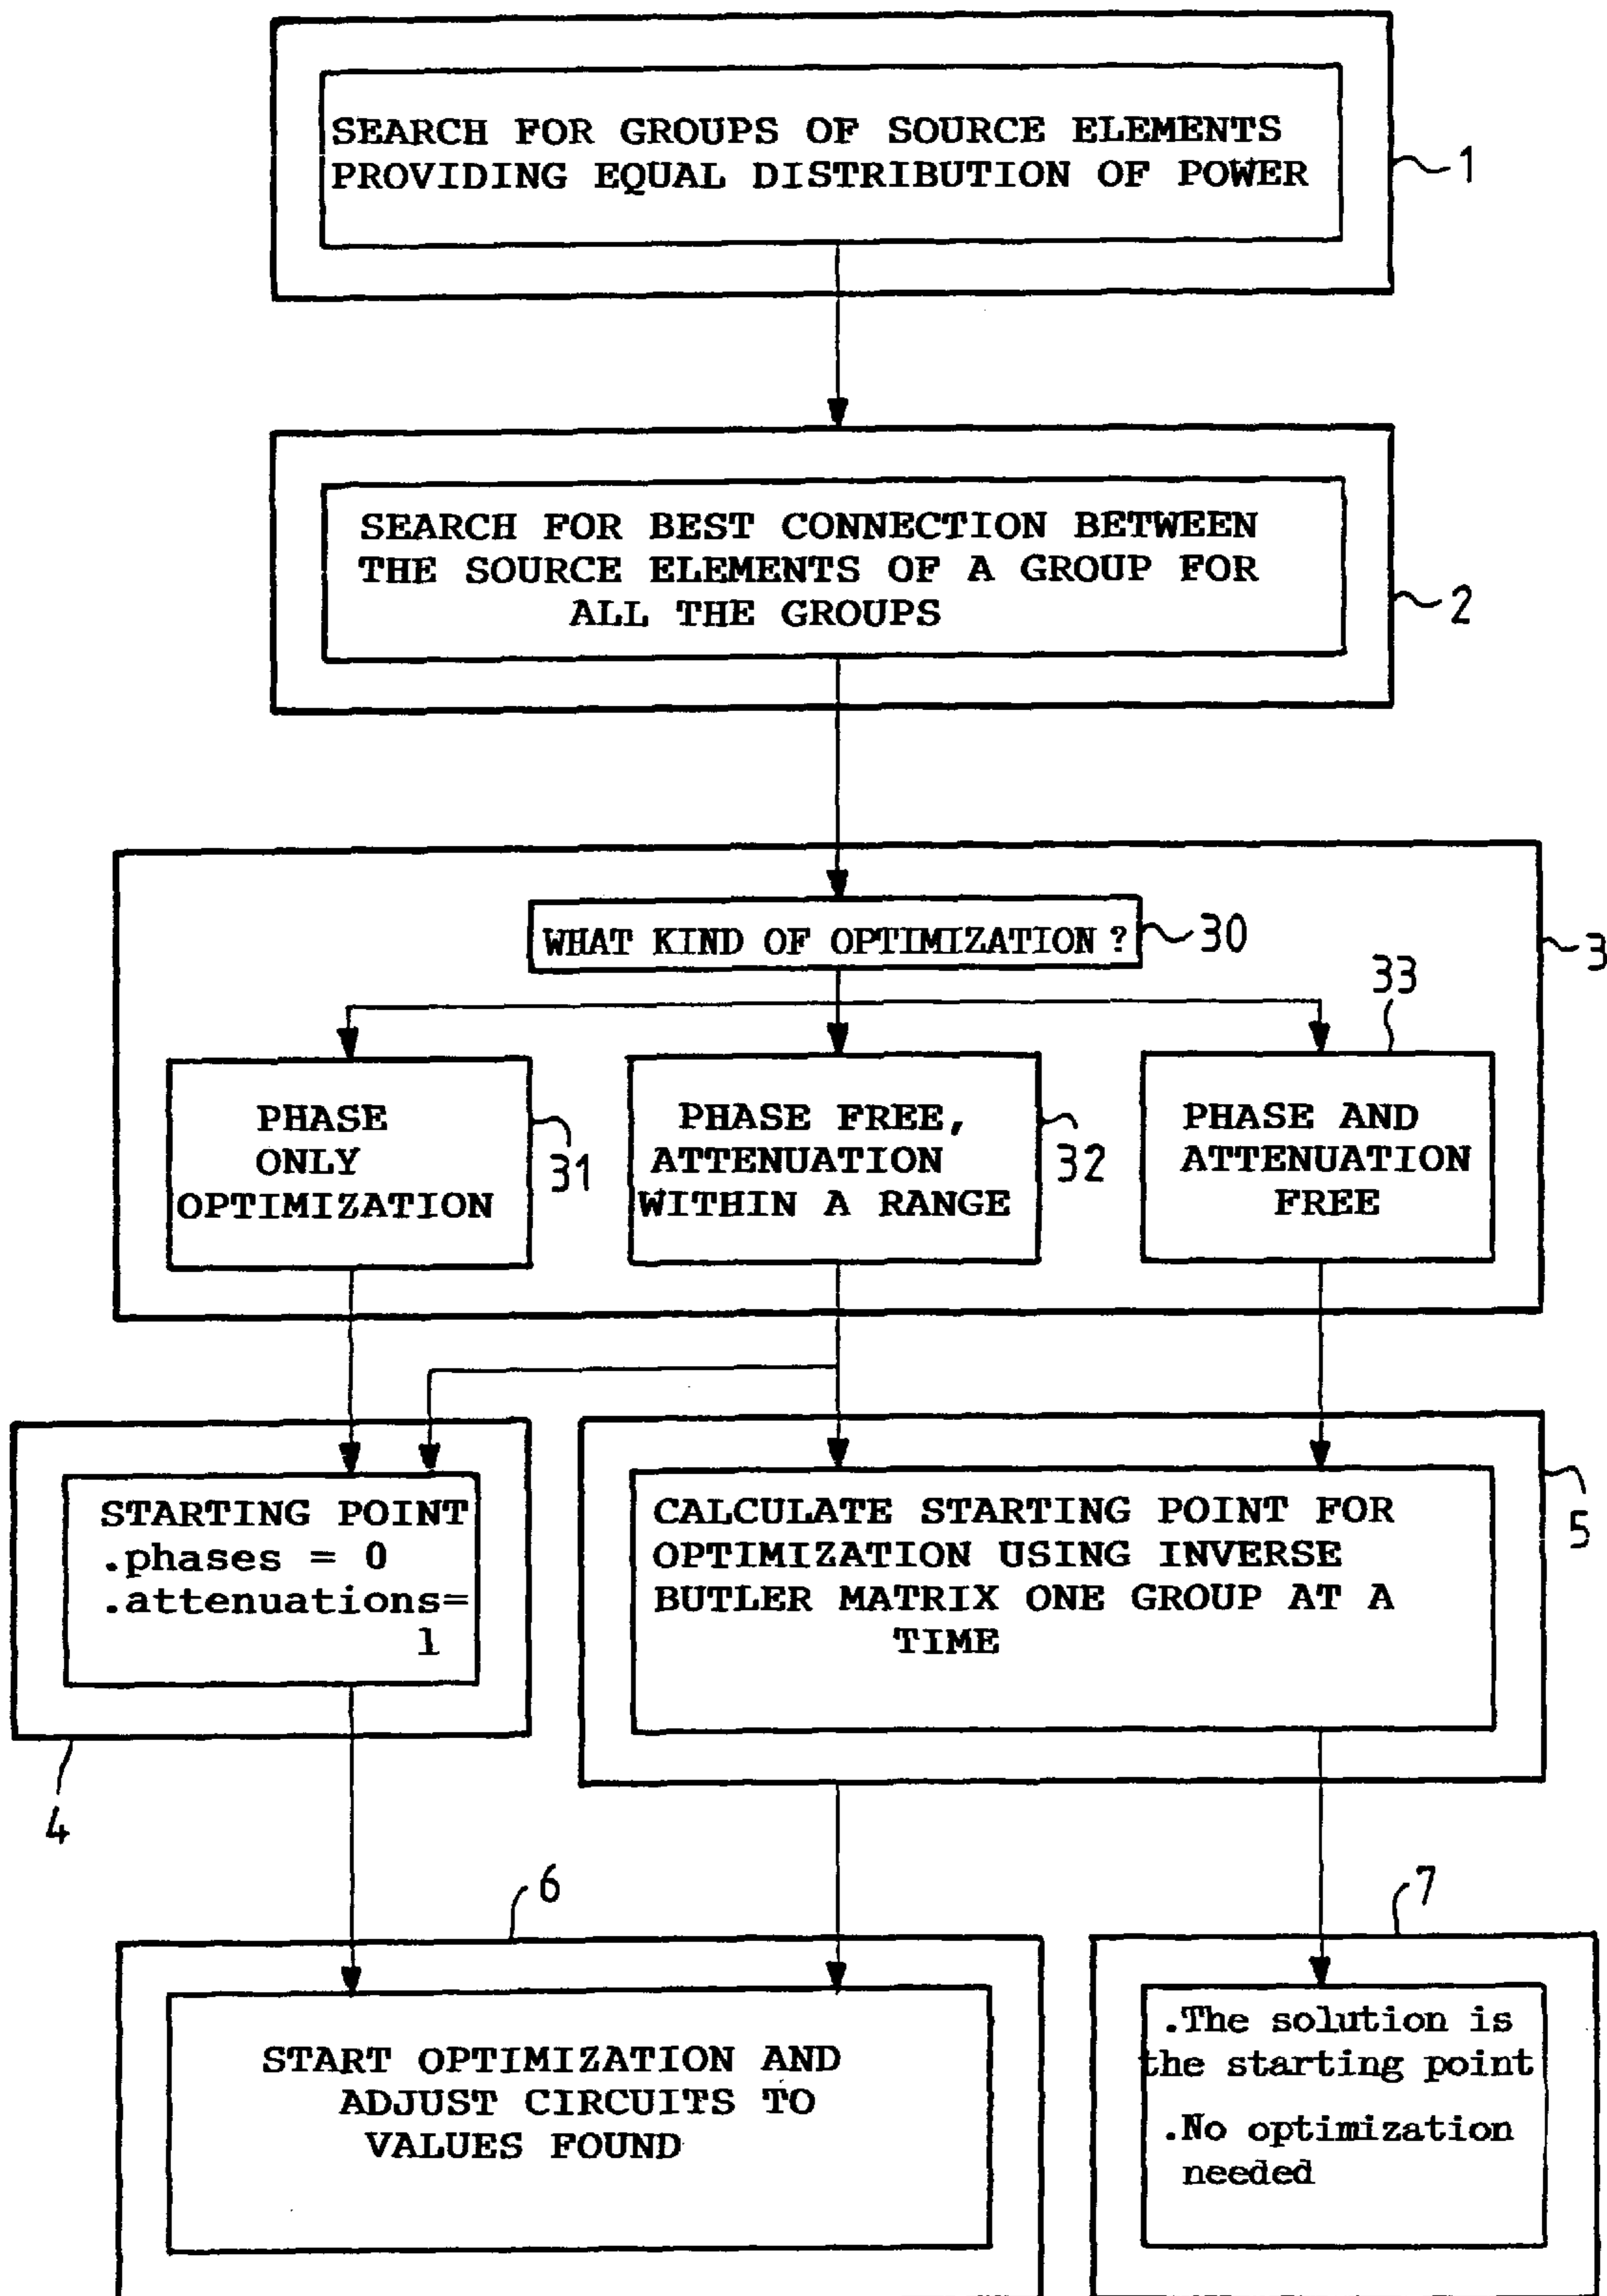 SEARCH FOR GROUPS OF SOURCE ELEMENTS
PROVIDING EQUAL DISTRIBUTION OF POWER
1
SEARCH FOR BEST CONNECTION BETWEEN
THE SOURCE ELEMENTS OF A GROUP FOR
ALL THE GROUPS
2
WHAT KIND OF OPTIMIZATION ?
30
3
33
PHASE
ONLY
OPTIMIZATION
31
PHASE FREE,
ATTENUATION
WITHIN A RANGE
32
PHASE AND
ATTENUATION
FREE
STARTING POINT
.phases = 0
.attenuations=
1
4
CALCULATE STARTING POINT FOR
OPTIMIZATION USING INVERSE
BUTLER MATRIX ONE GROUP AT A
TIME
5
6
START OPTIMIZATION AND
ADJUST CIRCUITS TO
VALUES FOUND
7
.The solution is
the starting point
.No optimization
needed